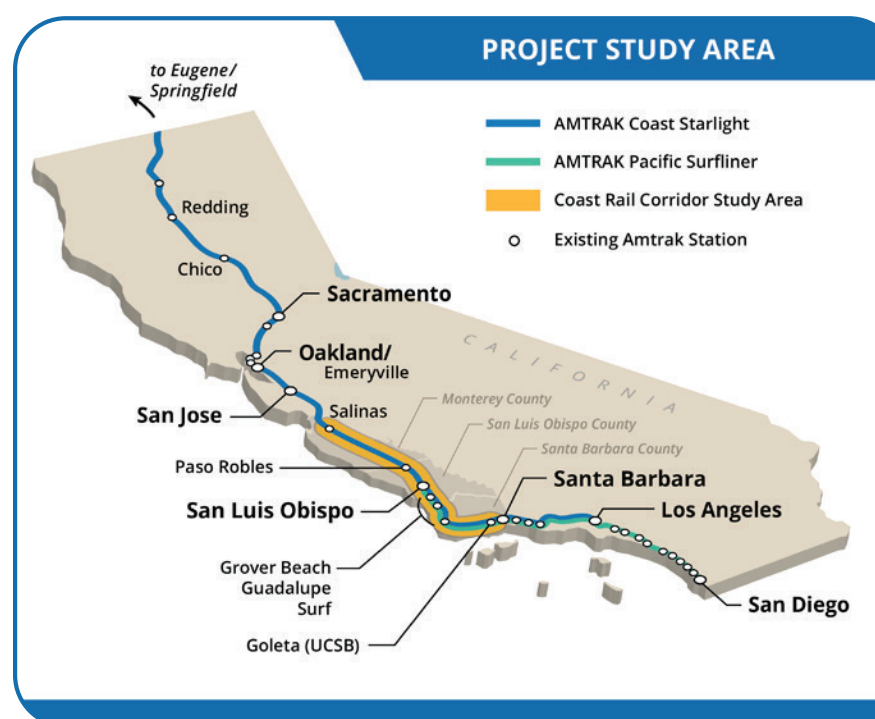 PROJECT STUDY AREA
to Eugene/
Springfield
AMTRAK Coast Starlight
AMTRAK Pacific Surfliner
Coast Rail Corridor Study Area
Existing Amtrak Station
Redding
Chico
Sacramento
Oakland/
Emeryville
CALIFORNIA
San Jose
Salinas
Monterey County
San Luis Obispo County
Santa Barbara County
Paso Robles
Santa Barbara
San Luis Obispo
Los Angeles
Grover Beach
Guadalupe
Surf
San Diego
Goleta (UCSB)